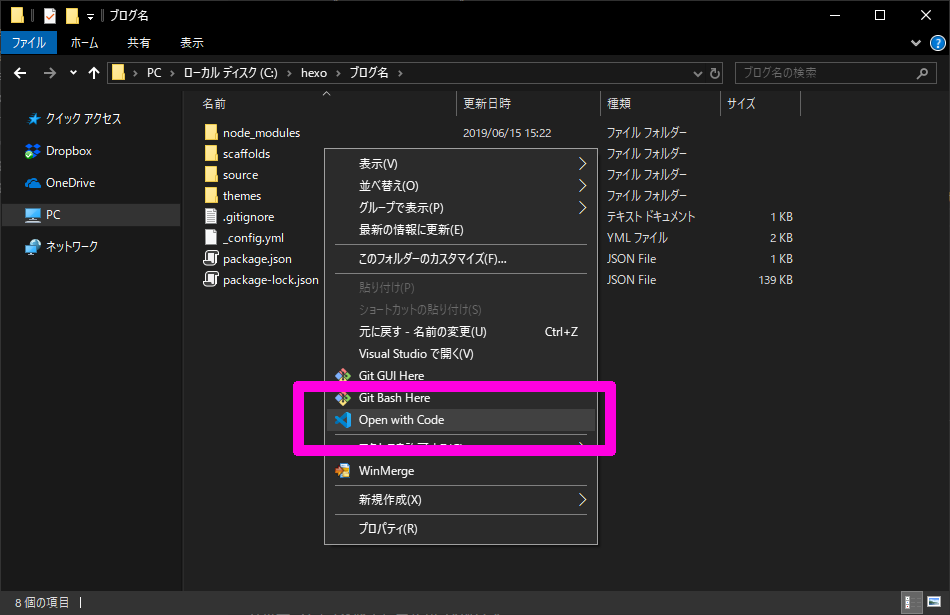 ブログ名
ファイル ホーム 共有 表示
PC ローカル ディスク (C:) hexo ブログ名 ブログ名の検索
名前 更新日時 種類 サイズ
クイック アクセス
Dropbox
OneDrive
PC
ネットワーク
node_modules 2019/06/15 15:22 ファイル フォルダー
scaffolds ファイル フォルダー
source ファイル フォルダー
themes ファイル フォルダー
.gitignore テキスト ドキュメント 1 KB
_config.yml YML ファイル 2 KB
package.json JSON File 1 KB
package-lock.json JSON File 139 KB
表示(V)
並べ替え(O)
グループで表示(P)
最新の情報に更新(E)
このフォルダーのカスタマイズ(F)...
貼り付け(P)
ショートカットの貼り付け(S)
元に戻す - 名前の変更(U) Ctrl+Z
Visual Studio で開く(V)
Git GUI Here
Git Bash Here
Open with Code
WinMerge
新規作成(X)
プロパティ(R)
8 個の項目